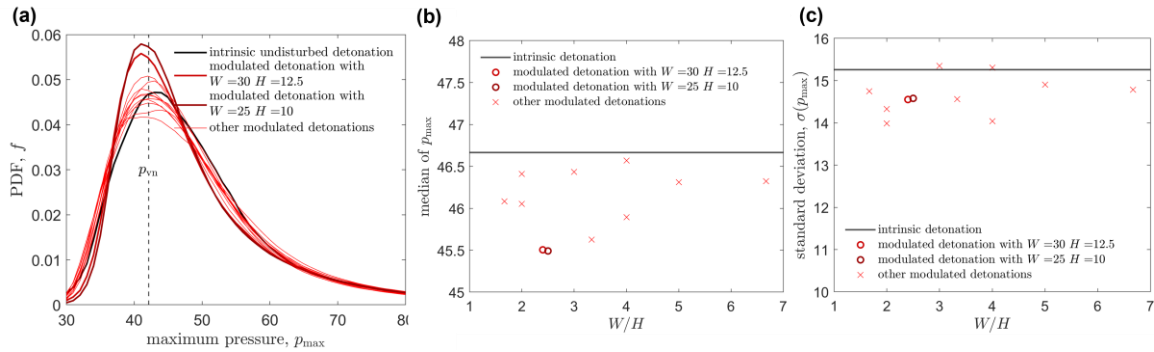 (a)
0.06
0.05
0.04
0.03
0.02
0.01
0
30
40
50
60
70
80
PDF, f
maximum pressure, p_max
p_vn
intrinsic undisturbed detonation
modulated detonation with
W =30 H =12.5
modulated detonation with
W =25 H =10
other modulated detonations
(b)
48
47.5
47
46.5
46
45.5
45
1
2
3
4
5
6
7
median of p_max
W/H
intrinsic detonation
modulated detonation with W =30 H =12.5
modulated detonation with W =25 H =10
other modulated detonations
(c)
16
15
14
13
12
11
10
1
2
3
4
5
6
7
standard deviation, σ(p_max)
W/H
intrinsic detonation
modulated detonation with W =30 H =12.5
modulated detonation with W =25 H =10
other modulated detonations